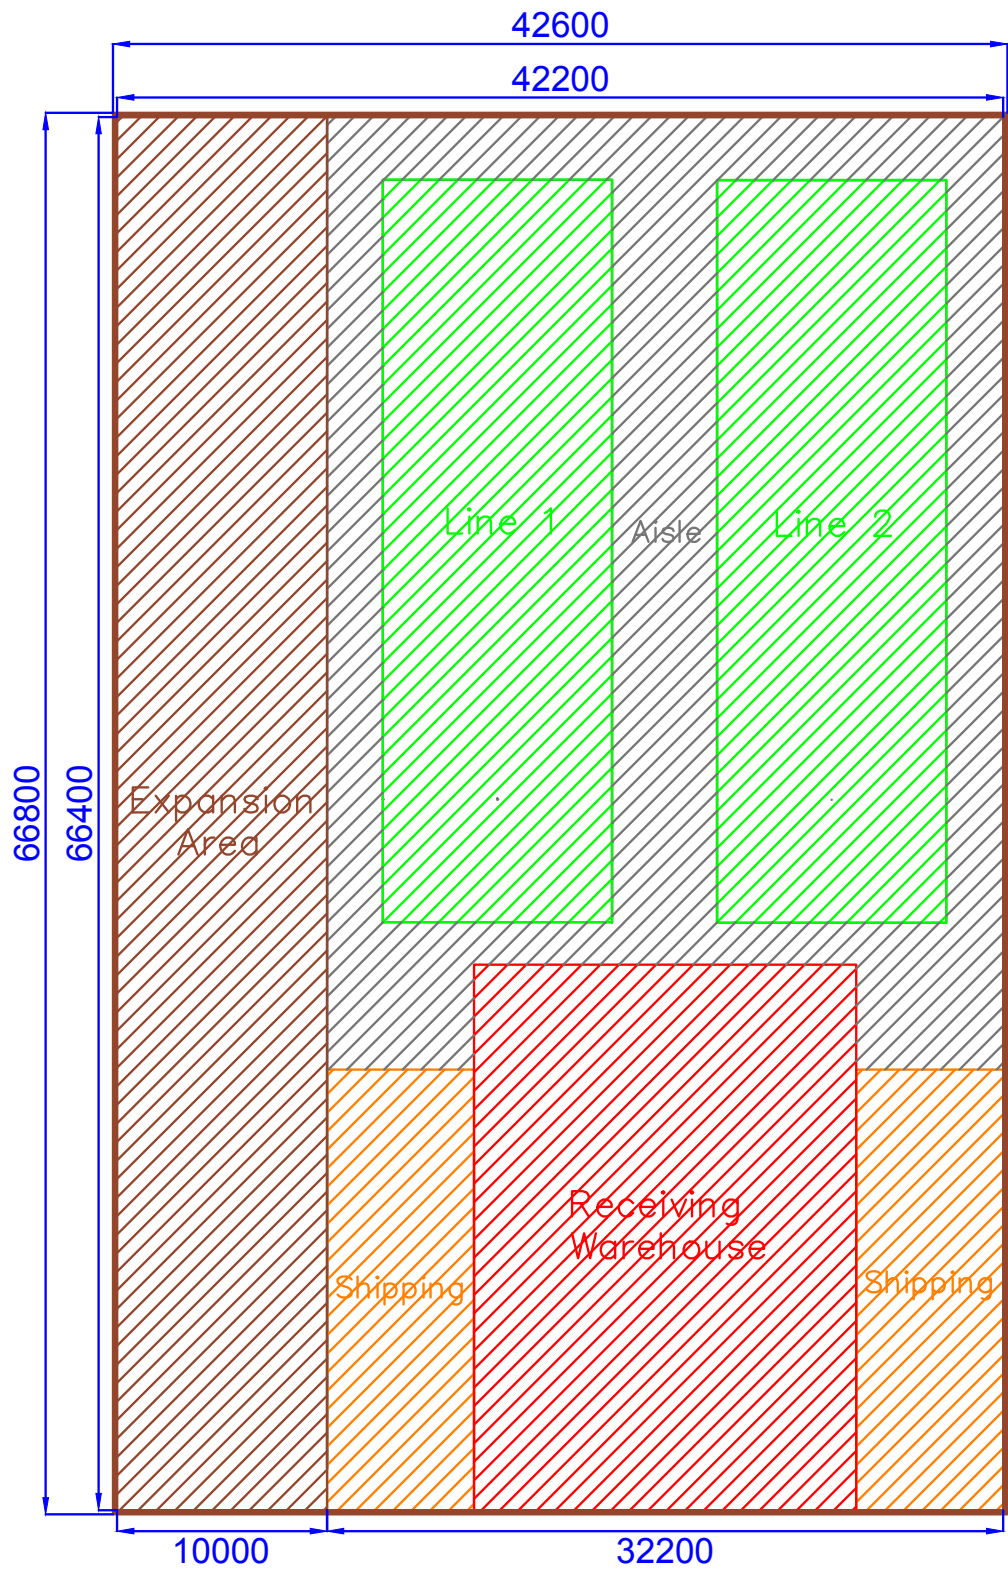 42600
42200
Line 1
Aisle
Line 2
66800
66400
Expansion
Area
Receiving
Warehouse
Shipping
Shipping
10000
32200